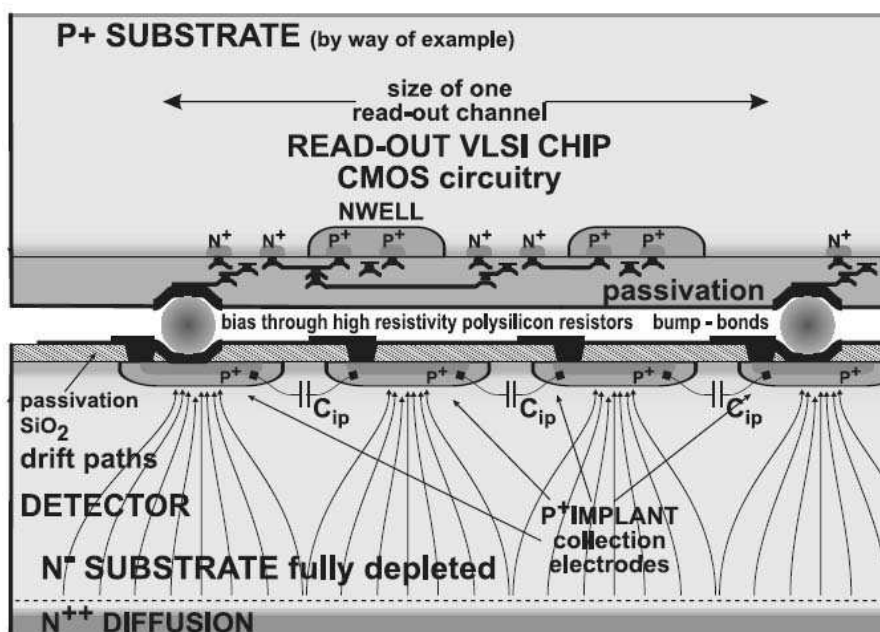 P+ SUBSTRATE (by way of example)
size of one
read-out channel
READ-OUT VLSI CHIP
CMOS circuitry
NWELL
N+ N+ P+ P+ N+ N+ P+ P+ N+
passivation
bias through high resistivity polysilicon resistors bump - bonds
P+ P+ P+ P+
Cip Cip Cip
passivation
SiO2
drift paths
DETECTOR
P+IMPLANT
collection
electrodes
N- SUBSTRATE fully depleted
N++ DIFFUSION